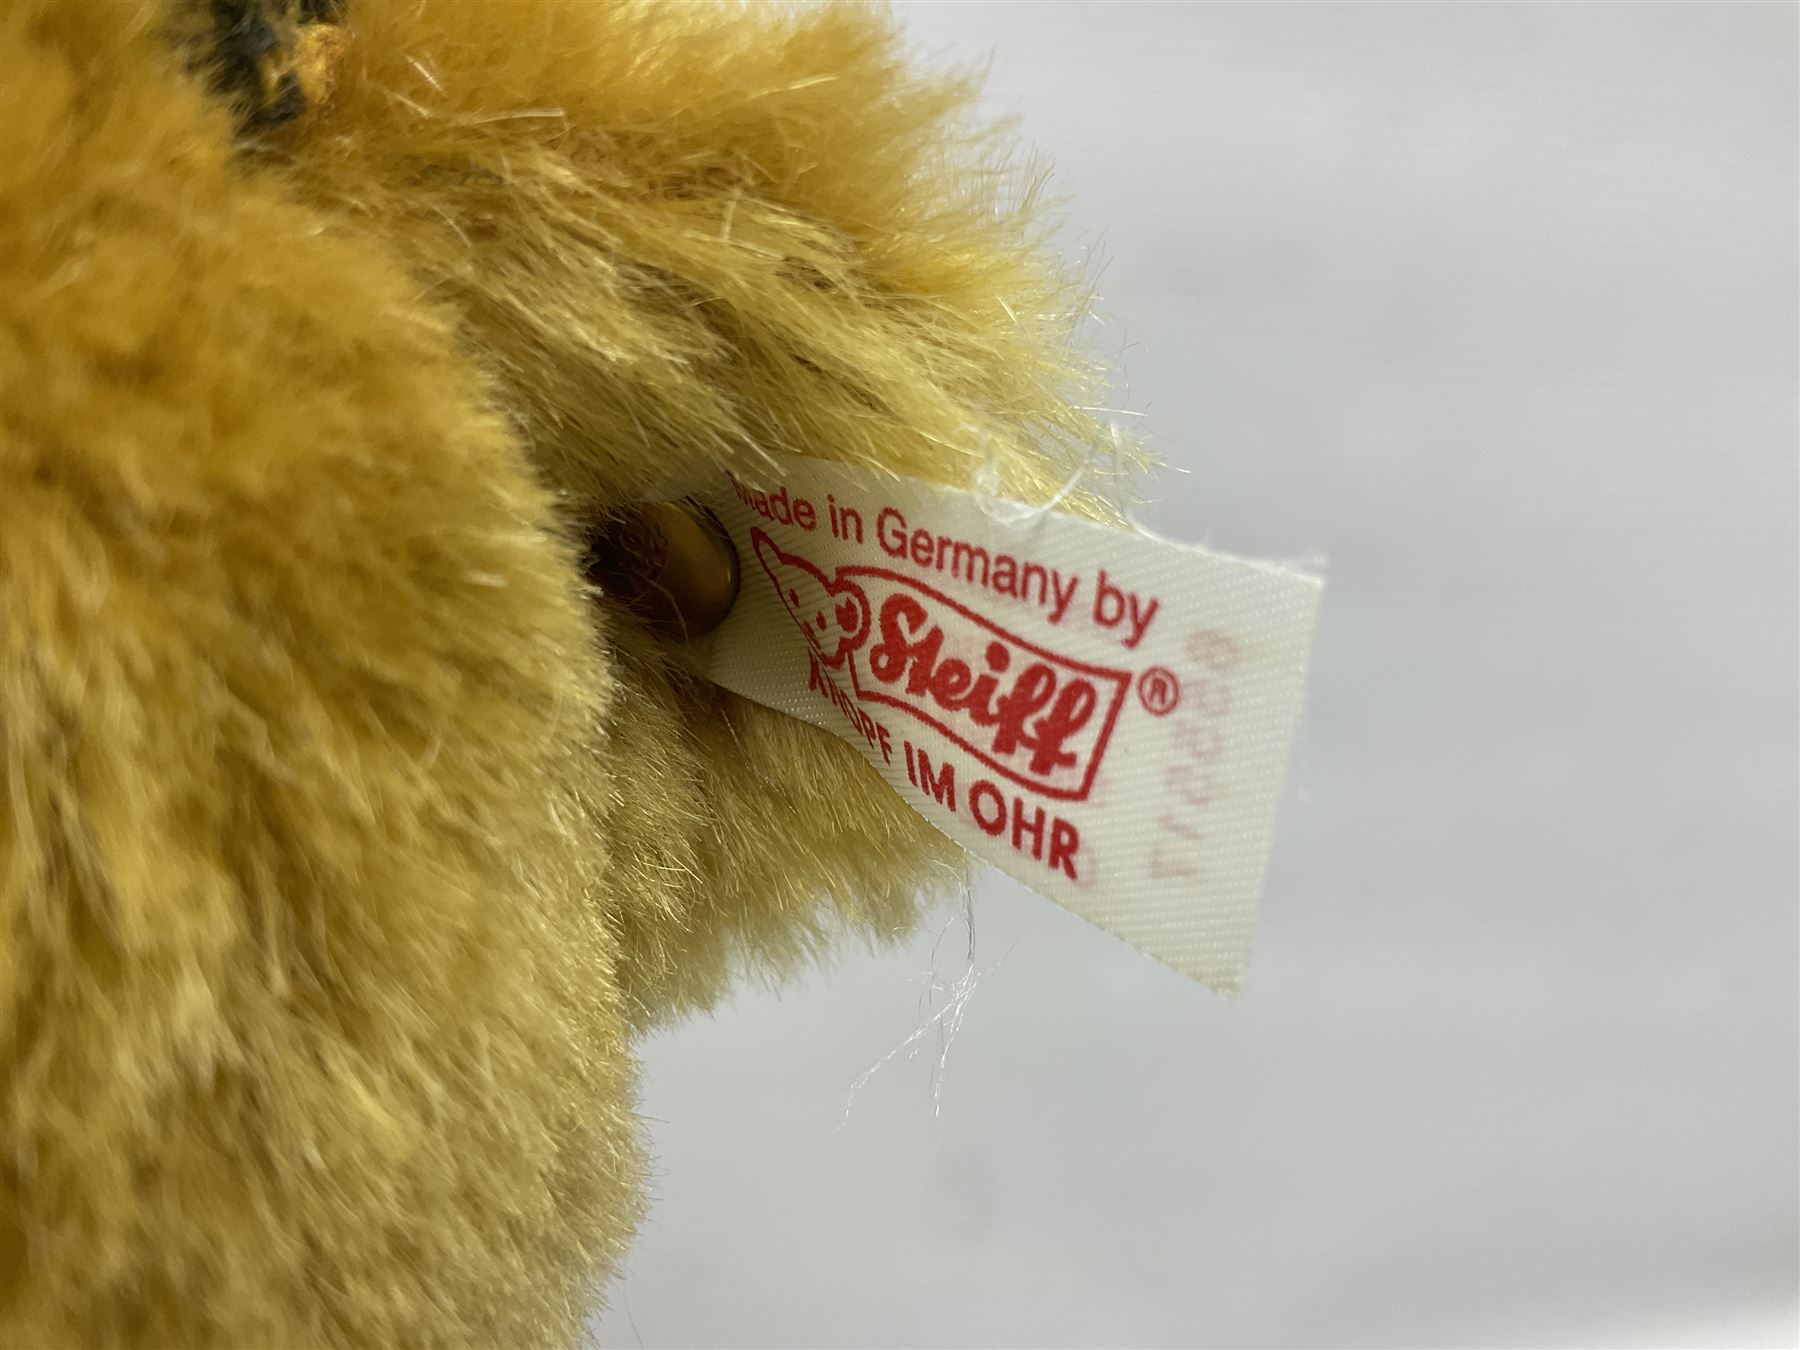 Made in Germany by
Steiff®
KNOPF IM OHR